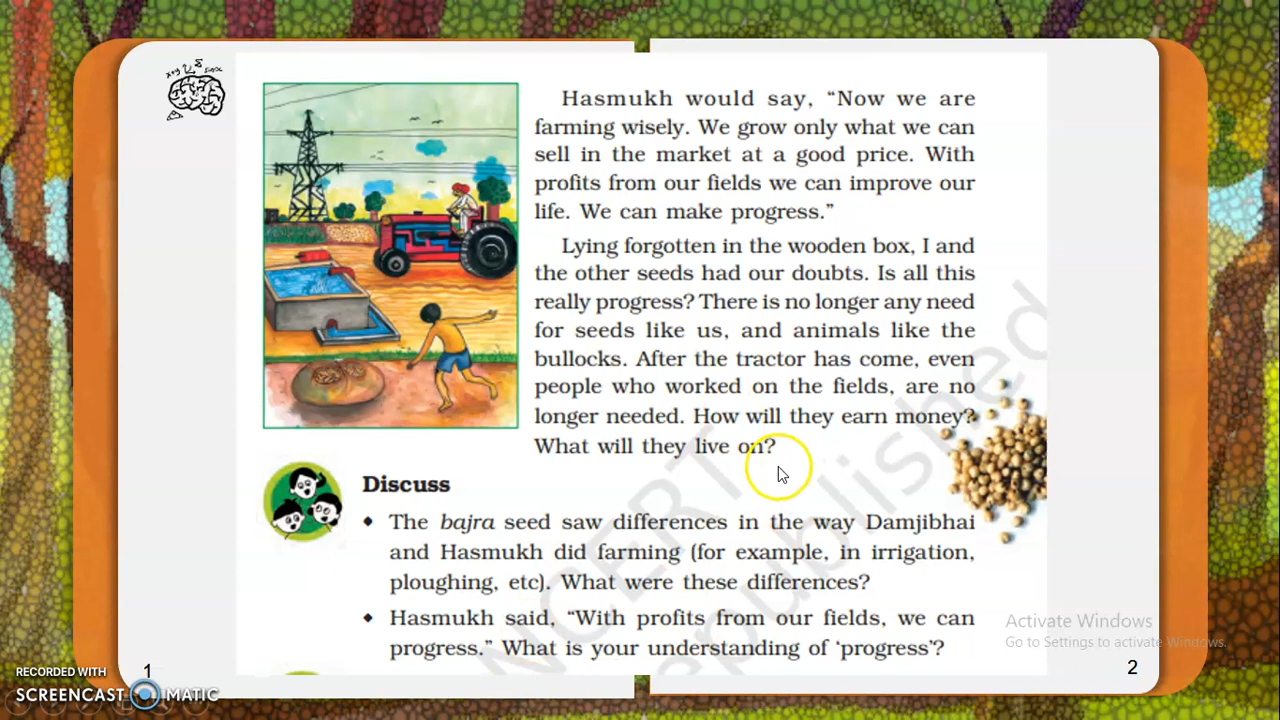 Hasmukh would say, “Now we are
farming wisely. We grow only what we can
sell in the market at a good price. With
profits from our fields we can improve our
life. We can make progress.”
Lying forgotten in the wooden box, I and
the other seeds had our doubts. Is all this
really progress? There is no longer any need
for seeds like us, and animals like the
bullocks. After the tractor has come, even
people who worked on the fields, are no
longer needed. How will they earn money?
What will they live on?
Discuss
The bajra seed saw differences in the way Damjibhai
and Hasmukh did farming (for example, in irrigation,
ploughing, etc). What were these differences?
Hasmukh said, “With profits from our fields, we can
progress.” What is your understanding of ‘progress’?
NCERT
republished
Activate Windows
Go to Settings to activate Windows.
RECORDED WITH
SCREENCAST MATIC
1
2